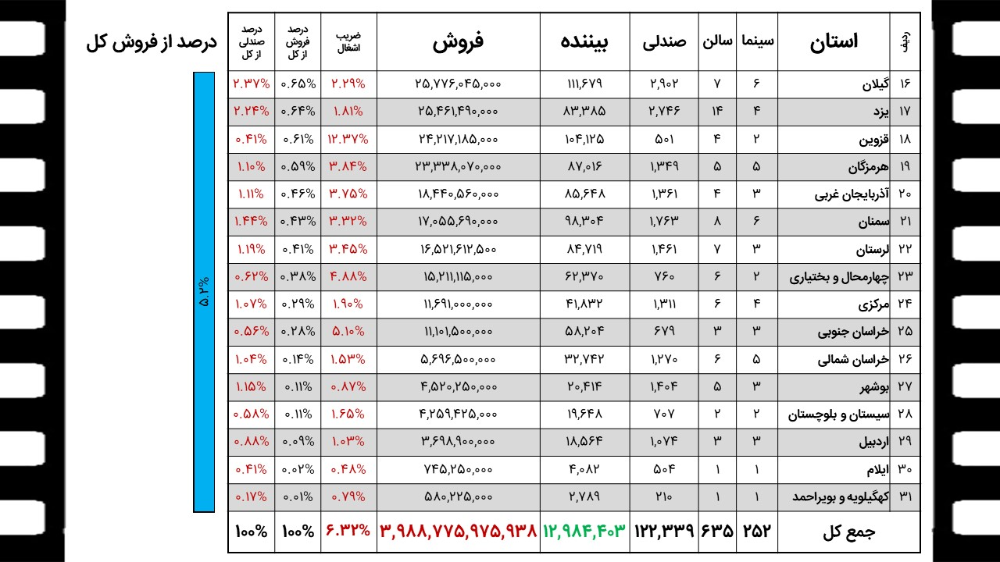 ردیف استان سینما سالن صندلی بیننده فروش ضریب اشغال درصد فروش از کل درصد صندلی از کل درصد از فروش کل
۱۶ گیلان ۶ ۷ ۲,۹۰۲ ۱۱۱,۶۷۹ ۲۵,۷۷۶,۰۴۵,۰۰۰ ۲.۲۹% ۰.۶۵% ۲.۳۷%
۱۷ یزد ۴ ۱۴ ۲,۷۴۶ ۸۳,۳۸۵ ۲۵,۴۶۱,۴۹۰,۰۰۰ ۱.۸۱% ۰.۶۴% ۲.۲۴%
۱۸ قزوین ۲ ۴ ۵۰۱ ۱۰۴,۱۲۵ ۲۴,۲۱۷,۱۸۵,۰۰۰ ۱۲.۳۷% ۰.۶۱% ۰.۴۱%
۱۹ هرمزگان ۵ ۵ ۱,۳۴۹ ۸۷,۰۱۶ ۲۳,۳۳۸,۰۷۰,۰۰۰ ۳.۸۴% ۰.۵۹% ۱.۱۰%
۲۰ آذربایجان غربی ۳ ۴ ۱,۳۶۱ ۸۵,۶۴۸ ۱۸,۴۴۰,۵۶۰,۰۰۰ ۳.۷۵% ۰.۴۶% ۱.۱۱%
۲۱ سمنان ۶ ۸ ۱,۷۶۳ ۹۸,۳۰۴ ۱۷,۰۵۵,۶۹۰,۰۰۰ ۳.۳۲% ۰.۴۳% ۱.۴۴%
۲۲ لرستان ۳ ۷ ۱,۴۶۱ ۸۴,۷۱۹ ۱۶,۵۲۱,۶۱۲,۵۰۰ ۳.۴۵% ۰.۴۱% ۱.۱۹%
۲۳ چهارمحال و بختیاری ۲ ۶ ۷۶۰ ۶۲,۳۷۰ ۱۵,۲۱۱,۱۱۵,۰۰۰ ۴.۸۸% ۰.۳۸% ۰.۶۲%
۲۴ مرکزی ۴ ۶ ۱,۳۱۱ ۴۱,۸۳۲ ۱۱,۶۹۱,۰۰۰,۰۰۰ ۱.۹۰% ۰.۲۹% ۱.۰۷%
۲۵ خراسان جنوبی ۳ ۳ ۶۷۹ ۵۸,۲۰۴ ۱۱,۱۰۱,۵۰۰,۰۰۰ ۵.۱۰% ۰.۲۸% ۰.۵۶%
۲۶ خراسان شمالی ۵ ۶ ۱,۲۷۰ ۳۲,۷۴۲ ۵,۶۹۶,۵۰۰,۰۰۰ ۱.۵۳% ۰.۱۴% ۱.۰۴%
۲۷ بوشهر ۳ ۵ ۱,۴۰۴ ۲۰,۴۱۴ ۴,۵۲۰,۲۵۰,۰۰۰ ۰.۸۷% ۰.۱۱% ۱.۱۵%
۲۸ سیستان و بلوچستان ۲ ۲ ۷۰۷ ۱۹,۶۴۸ ۴,۲۵۹,۴۲۵,۰۰۰ ۱.۶۵% ۰.۱۱% ۰.۵۸%
۲۹ اردبیل ۳ ۳ ۱,۰۷۴ ۱۸,۵۶۴ ۳,۶۹۸,۹۰۰,۰۰۰ ۱.۰۳% ۰.۰۹% ۰.۸۸%
۳۰ ایلام ۱ ۱ ۵۰۴ ۴,۰۸۲ ۷۴۵,۲۵۰,۰۰۰ ۰.۴۸% ۰.۰۲% ۰.۴۱%
۳۱ کهگیلویه و بویراحمد ۱ ۱ ۲۱۰ ۲,۷۸۹ ۵۸۰,۲۲۵,۰۰۰ ۰.۷۹% ۰.۰۱% ۰.۱۷%
جمع کل ۲۵۲ ۶۳۵ ۱۲۲,۳۳۹ ۱۲,۹۸۴,۴۰۳ ۳,۹۸۸,۷۷۵,۹۷۵,۹۳۸ ۶.۳۲% ۱۰۰% ۱۰۰%
۵.۲%